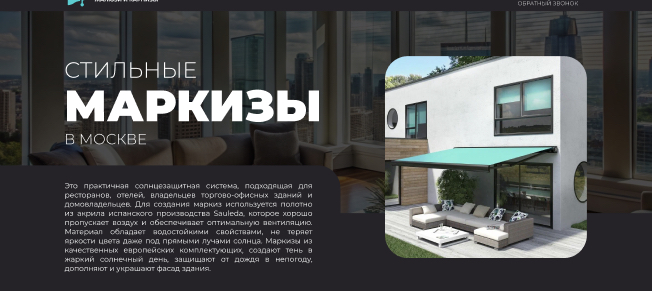 ОБРАТНЫЙ ЗВОНОК
СТИЛЬНЫЕ
МАРКИЗЫ
В МОСКВЕ
Это практичная солнцезащитная система, подходящая для
ресторанов, отелей, владельцев торгово-офисных зданий и
домовладельцев. Для создания маркиз используется полотно
из акрила испанского производства Sauleda, которое хорошо
пропускает воздух и обеспечивает оптимальную вентиляцию.
Материал обладает водостойкими свойствами, не теряет
яркости цвета даже под прямыми лучами солнца. Маркизы из
качественных европейских комплектующих, создают тень в
жаркий солнечный день, защищают от дождя в непогоду,
дополняют и украшают фасад здания.